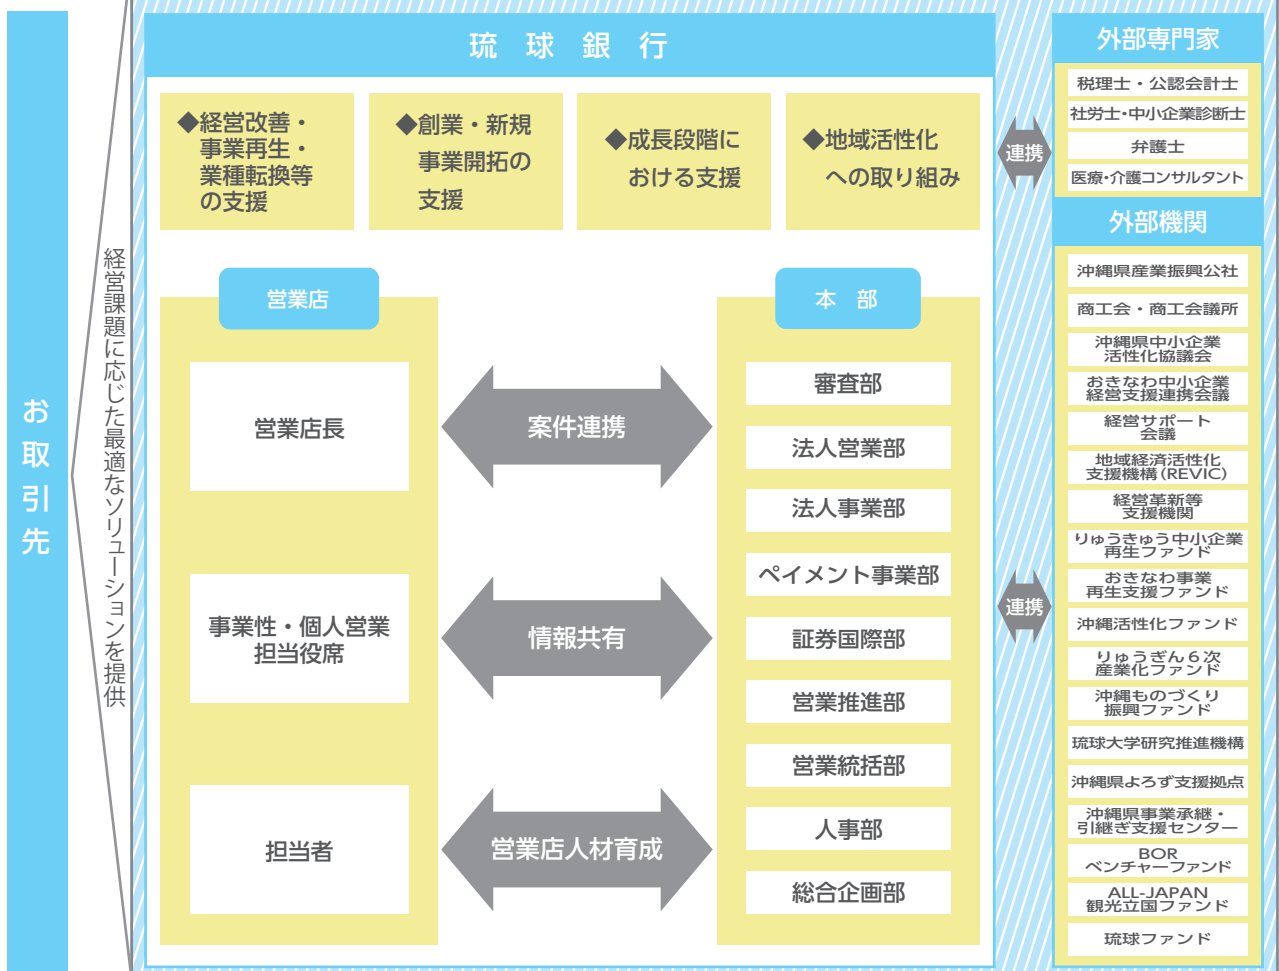 お取引先
経営課題に応じた最適なソリューションを提供
琉球銀行
◆経営改善・
事業再生・
業種転換等
の支援
◆創業・新規
事業開拓の
支援
◆成長段階に
おける支援
◆地域活性化
への取り組み
営業店
営業店長
事業性・個人営業
担当役席
担当者
案件連携
情報共有
営業店人材育成
本部
審査部
法人営業部
法人事業部
ペイメント事業部
証券国際部
営業推進部
営業統括部
人事部
総合企画部
連携
連携
外部専門家
税理士・公認会計士
社労士・中小企業診断士
弁護士
医療・介護コンサルタント
外部機関
沖縄県産業振興公社
商工会・商工会議所
沖縄県中小企業
活性化協議会
おきなわ中小企業
経営支援連携会議
経営サポート
会議
地域経済活性化
支援機構(REVIC)
経営革新等
支援機関
りゅうきゅう中小企業
再生ファンド
おきなわ事業
再生支援ファンド
沖縄活性化ファンド
りゅうぎん6次
産業化ファンド
沖縄ものづくり
振興ファンド
琉球大学研究推進機構
沖縄県よろず支援拠点
沖縄県事業承継・
引継ぎ支援センター
BOR
ベンチャーファンド
ALL-JAPAN
観光立国ファンド
琉球ファンド